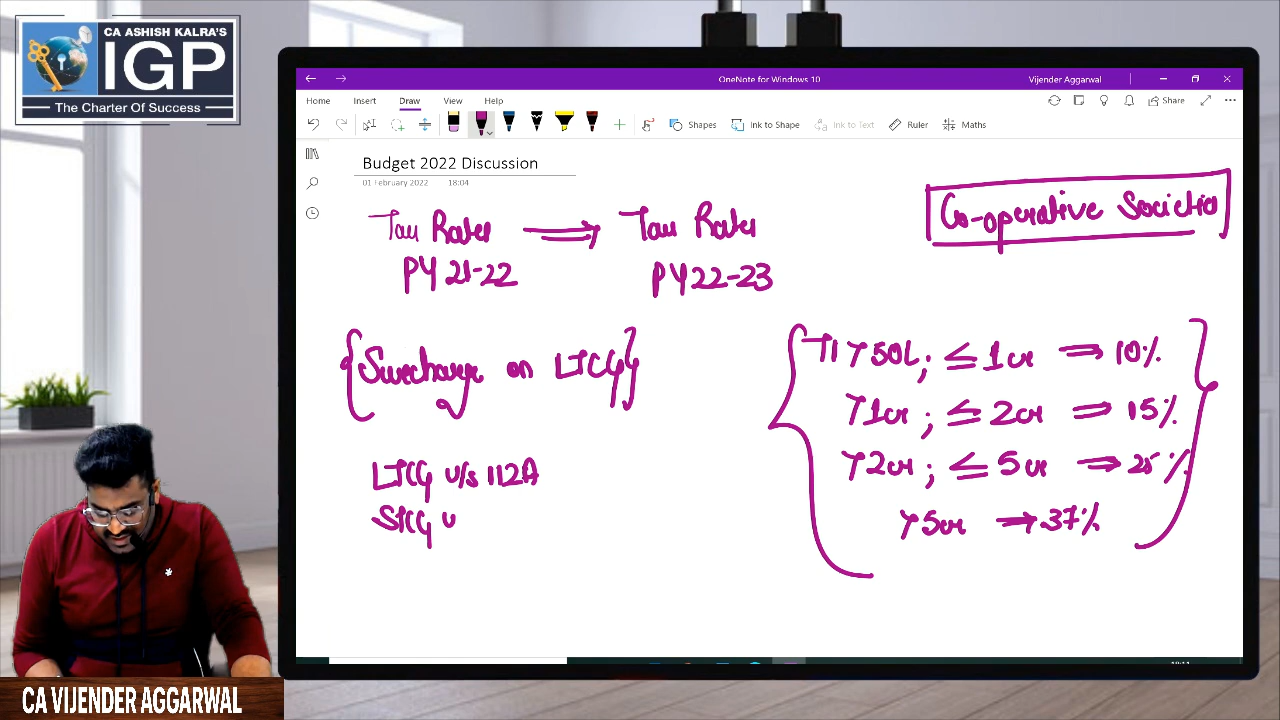 CA ASHISH KALRA'S
IGP
The Charter Of Success
OneNote for Windows 10
Vijender Aggarwal
Home Insert Draw View Help
Share
Shapes Ink to Shape Ink to Text Ruler Maths
Budget 2022 Discussion
01 February 2022 18:04
Tax Rates ⟹ Tax Rates
PY 21-22 PY 22-23
Co-operative Societies
{Surcharge on LTCG}
LTCG u/s 112A
STCG u
TI > 50L; ≤ 1cr ⟹ 10%
> 1cr; ≤ 2cr ⟹ 15%
> 2cr; ≤ 5cr ⟹ 25%
> 5cr ⟹ 37%
CA VIJENDER AGGARWAL